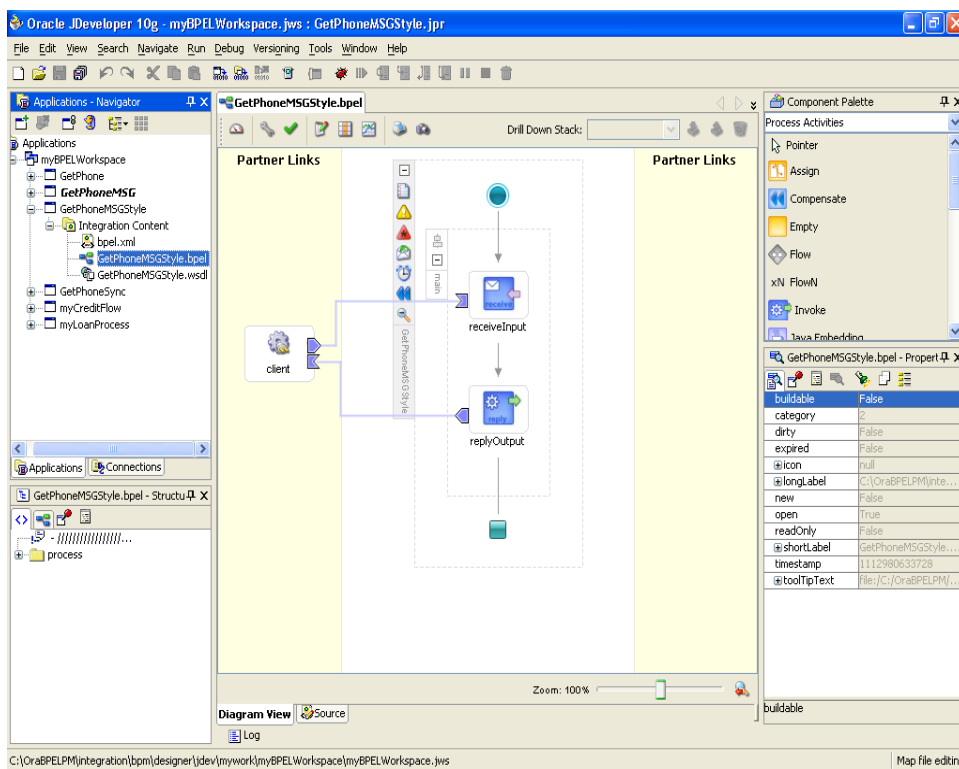 Oracle JDeveloper 10g - myBPELWorkspace.jws : GetPhoneMSGStyle.jpr
File Edit View Search Navigate Run Debug Versioning Tools Window Help
Applications - Navigator
Applications
myBPELWorkspace
GetPhone
GetPhoneMSG
GetPhoneMSGStyle
Integration Content
bpel.xml
GetPhoneMSGStyle.bpel
GetPhoneMSGStyle.wsdl
GetPhoneSync
myCreditFlow
myLoanProcess
Applications Connections
GetPhoneMSGStyle.bpel - Structu
- /////////////////...
process
GetPhoneMSGStyle.bpel
Drill Down Stack:
Partner Links
Partner Links
main
receive
receiveInput
client
GetPhoneMSGStyle
reply
replyOutput
Zoom: 100%
Diagram View Source
Log
Component Palette
Process Activities
Pointer
Assign
Compensate
Empty
Flow
xN FlowN
Invoke
Java Embedding
GetPhoneMSGStyle.bpel - Propert
buildable False
category 2
dirty False
expired False
icon null
longLabel C:\OraBPELPM\inte...
new False
open True
readOnly False
shortLabel GetPhoneMSGStyle....
timestamp 1112980633728
toolTipText file:/C:/OraBPELPM/...
buildable
C:\OraBPELPM\integration\bpm\designer\jdev\mywork\myBPELWorkspace\myBPELWorkspace.jws
Map file editin